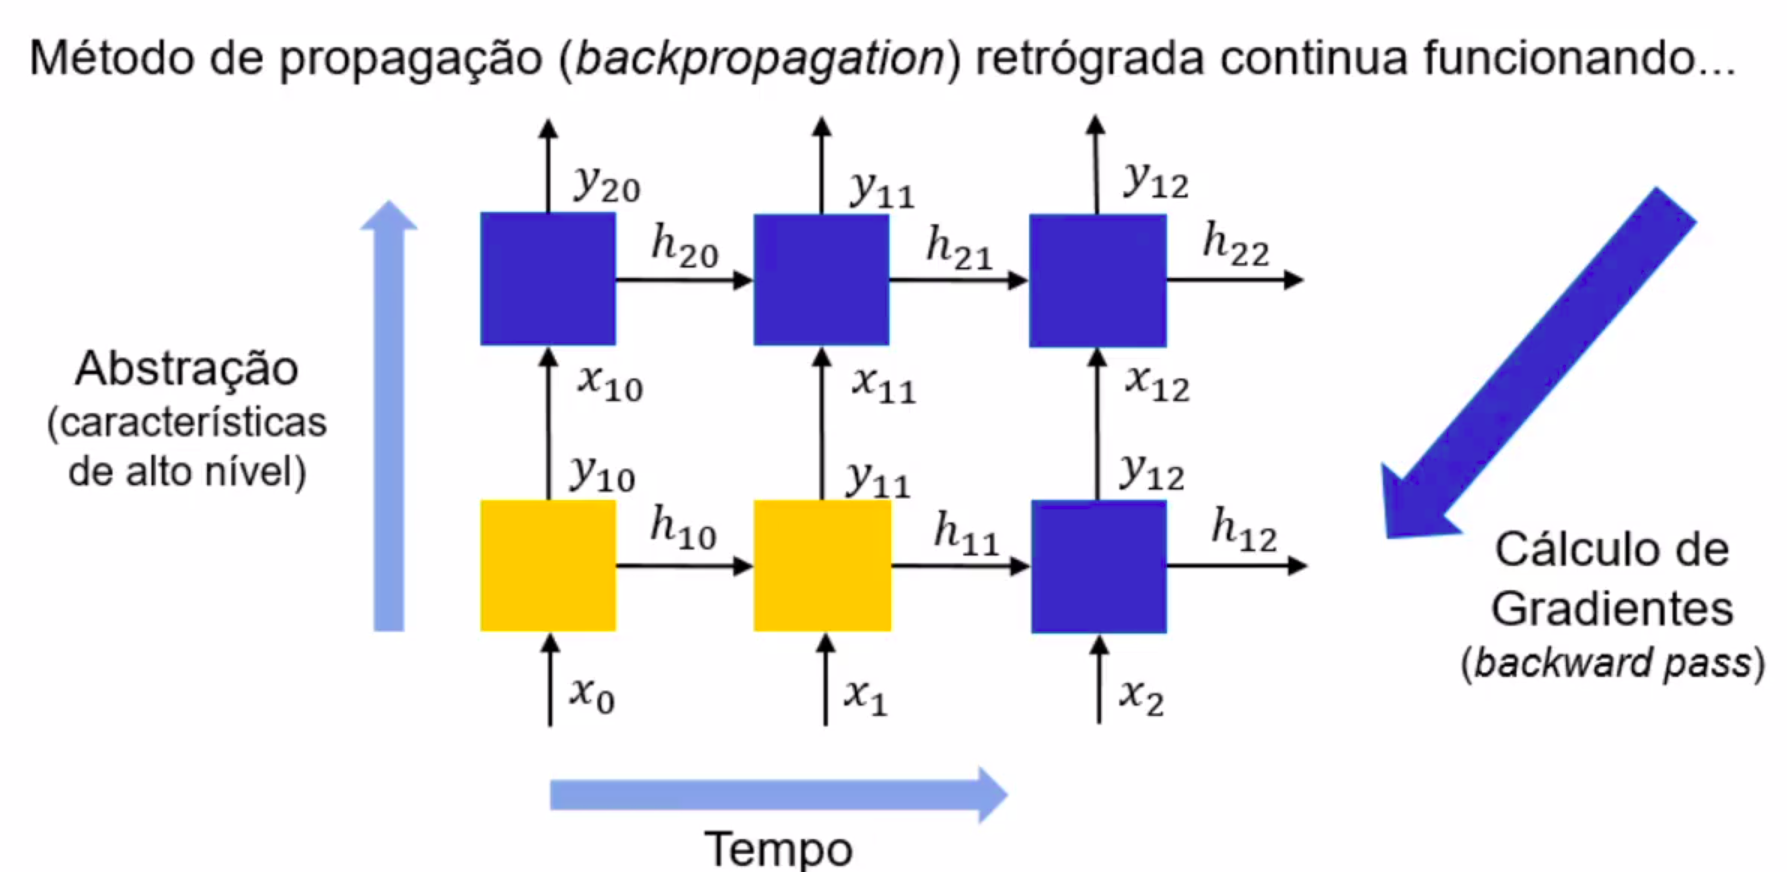 Método de propagação (backpropagation) retrógrada continua funcionando...
y20
y11
y12
h20
h21
h22
Abstração
(características
de alto nível)
x10
x11
x12
y10
y11
y12
h10
h11
h12
Cálculo de
Gradientes
(backward pass)
x0
x1
x2
Tempo